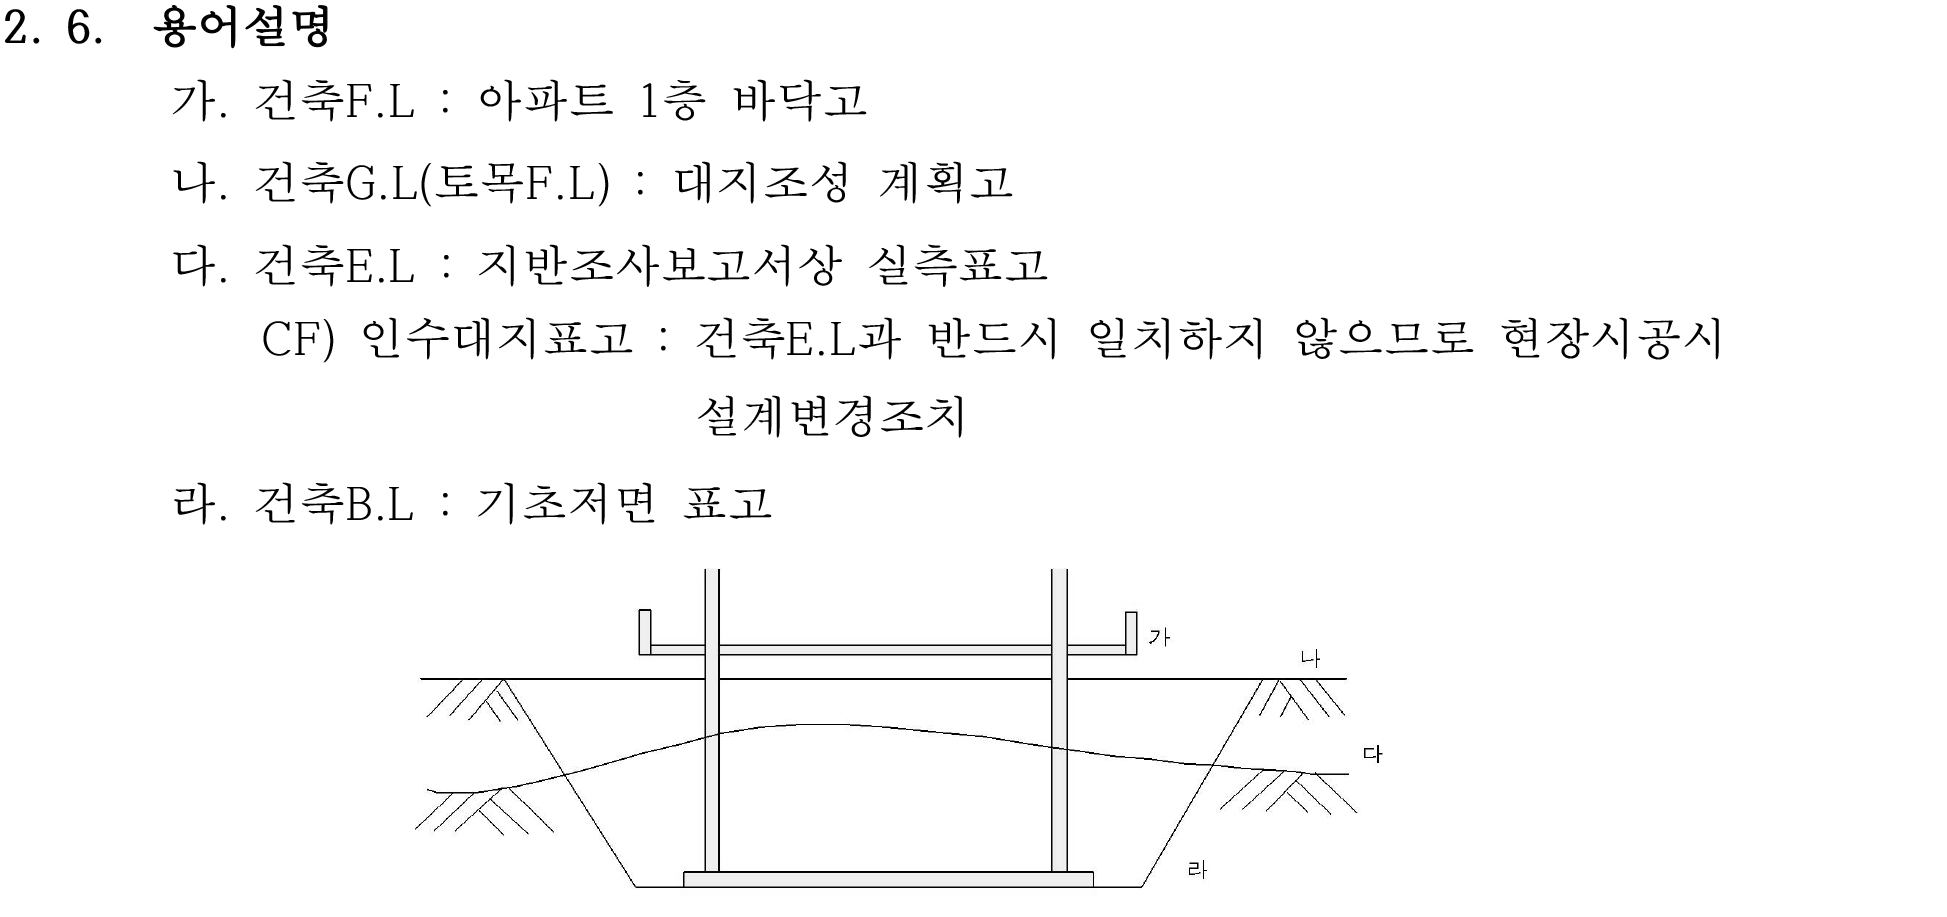 2. 6. 용어설명
가. 건축F.L : 아파트 1층 바닥고
나. 건축G.L(토목F.L) : 대지조성 계획고
다. 건축E.L : 지반조사보고서상 실측표고
CF) 인수대지표고 : 건축E.L과 반드시 일치하지 않으므로 현장시공시
설계변경조치
라. 건축B.L : 기초저면 표고
가
나
다
라